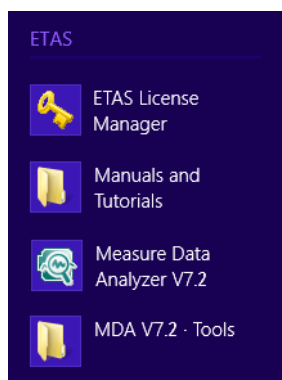 ETAS
ETAS License
Manager
Manuals and
Tutorials
Measure Data
Analyzer V7.2
MDA V7.2 · Tools